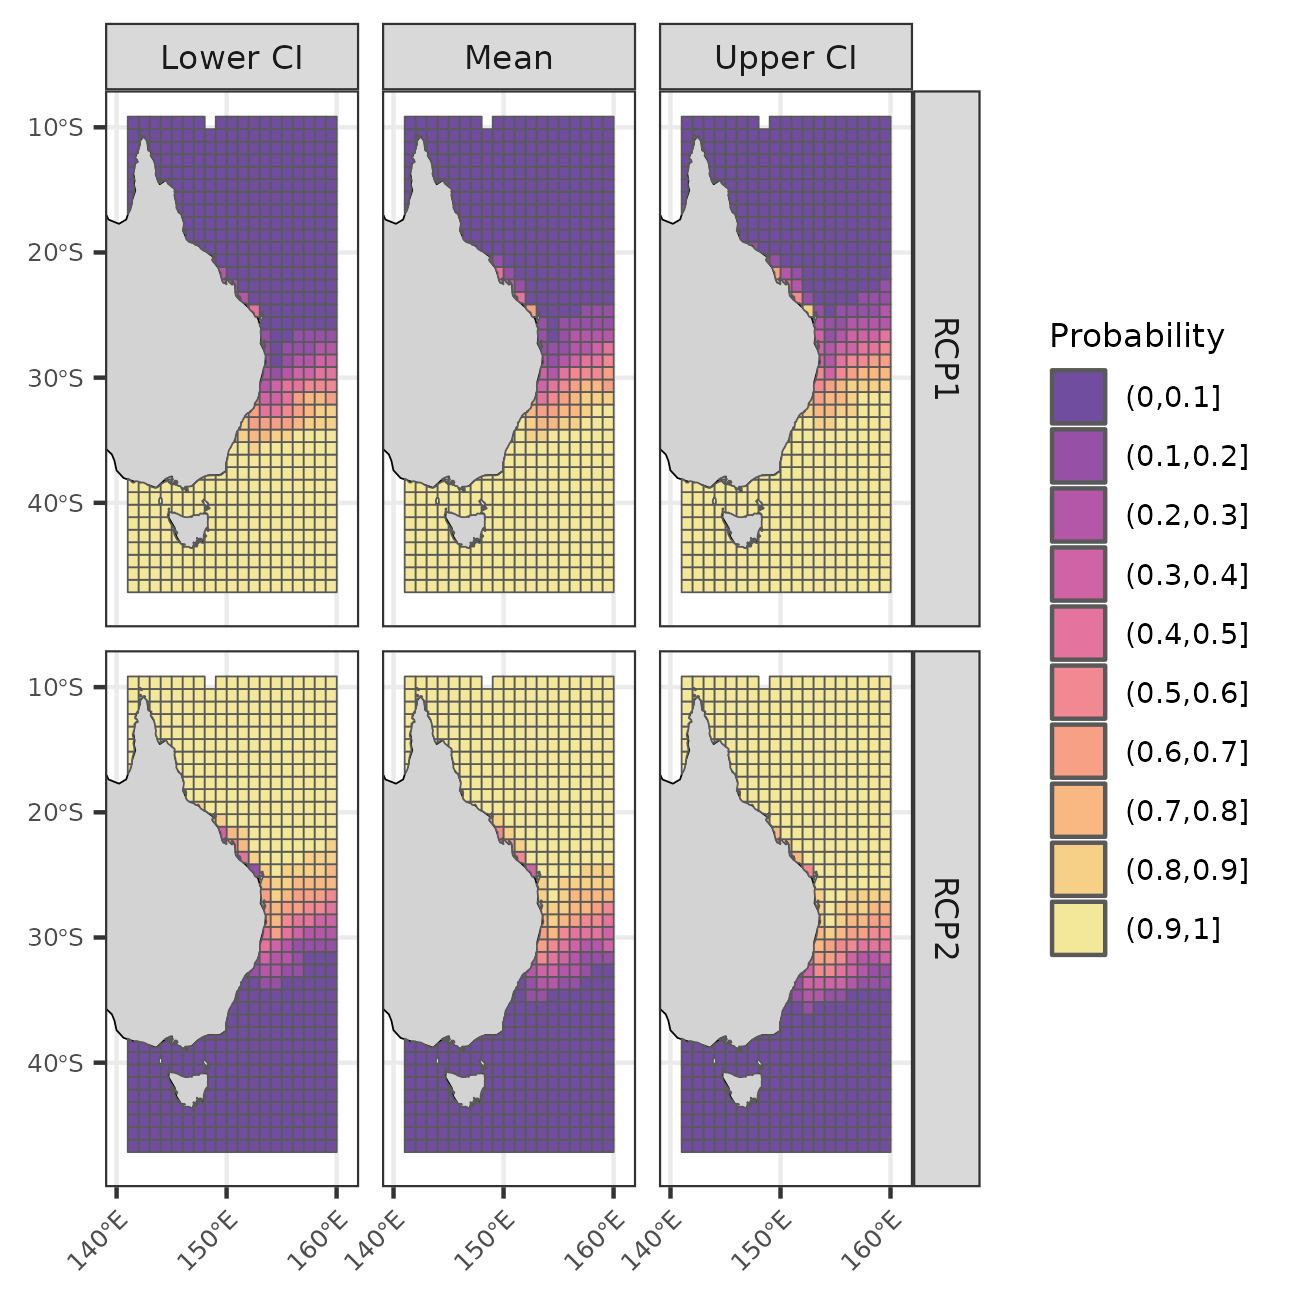 Lower CI
Mean
Upper CI
10°S
20°S
30°S
40°S
RCP1
10°S
20°S
30°S
40°S
RCP2
140°E
150°E
160°E
140°E
150°E
160°E
140°E
150°E
160°E
Probability
(0,0.1]
(0.1,0.2]
(0.2,0.3]
(0.3,0.4]
(0.4,0.5]
(0.5,0.6]
(0.6,0.7]
(0.7,0.8]
(0.8,0.9]
(0.9,1]